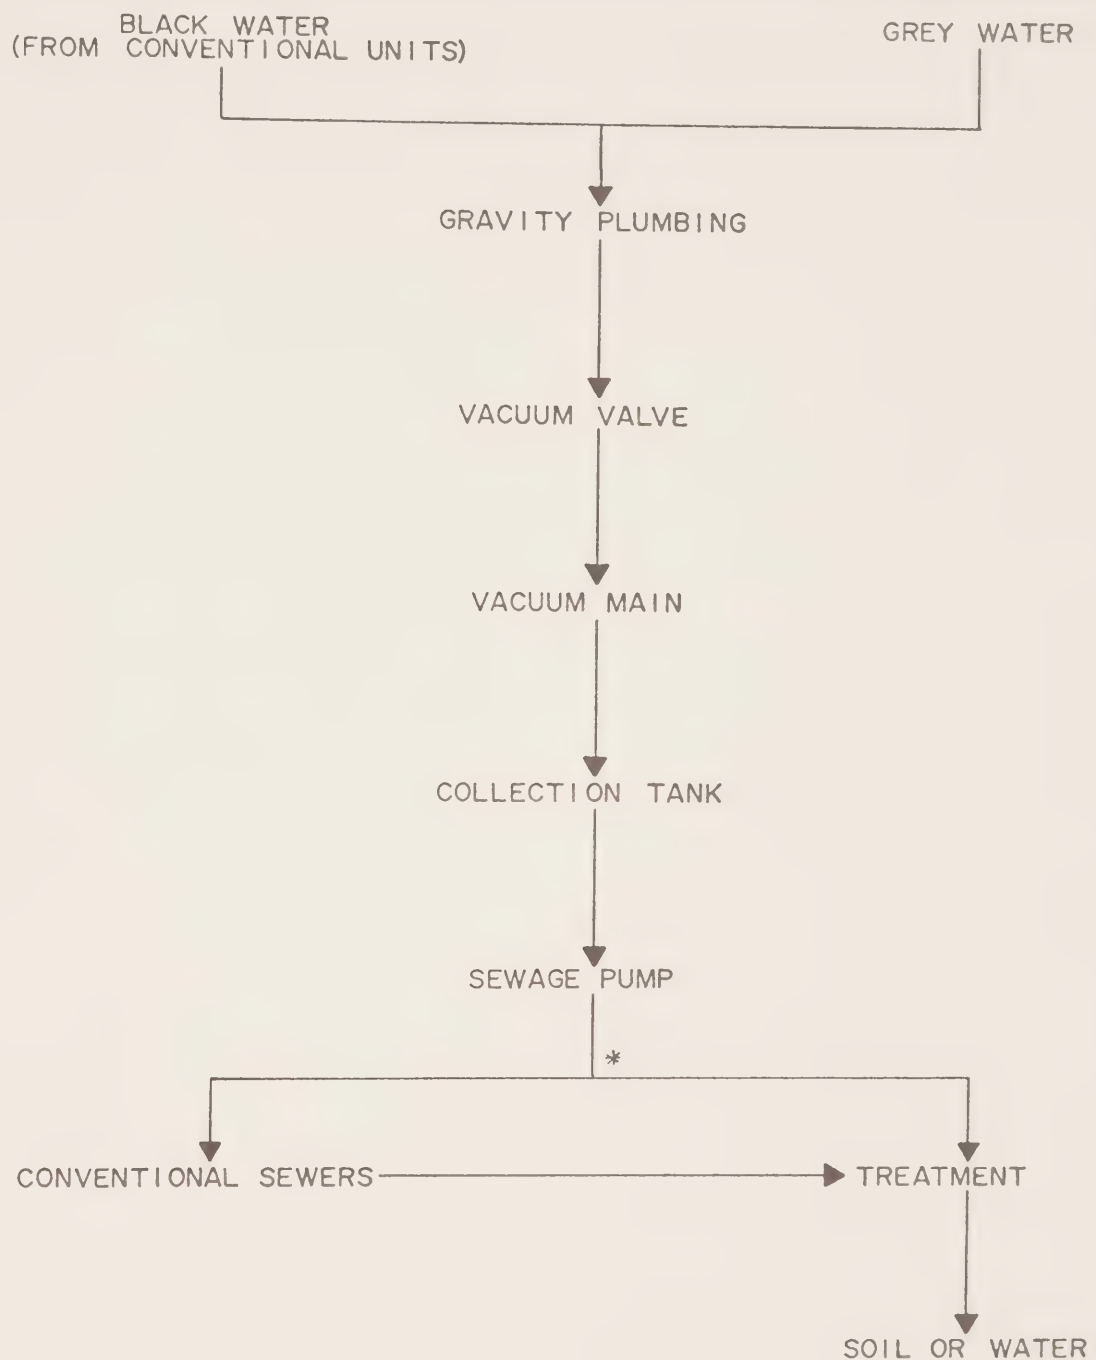 BLACK WATER
(FROM CONVENTIONAL UNITS)
GREY WATER
GRAVITY PLUMBING
VACUUM VALVE
VACUUM MAIN
COLLECTION TANK
SEWAGE PUMP
*
CONVENTIONAL SEWERS
TREATMENT
SOIL OR WATER